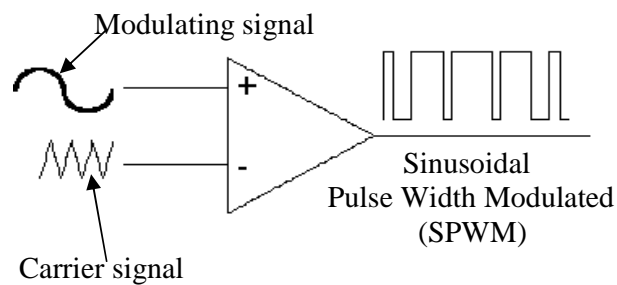 Modulating signal
+
-
Sinusoidal
Pulse Width Modulated
(SPWM)
Carrier signal